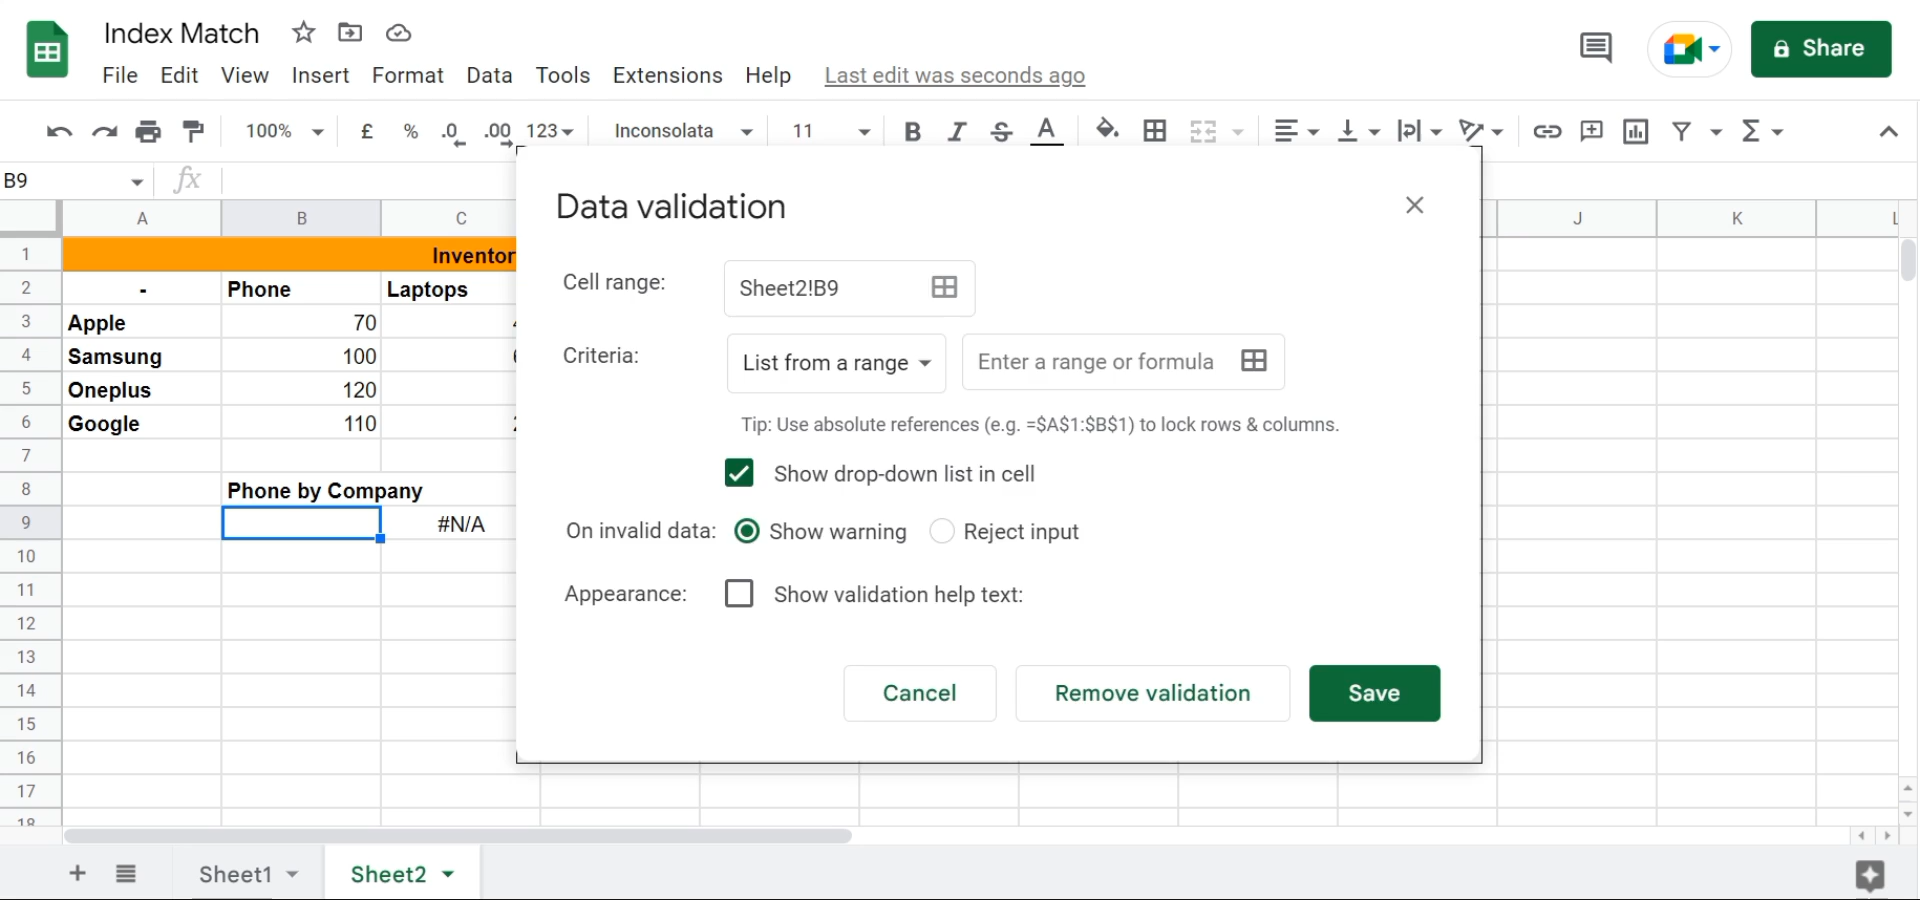 Index Match
File Edit View Insert Format Data Tools Extensions Help Last edit was seconds ago
Share
100% £ % .0 .00 123 Inconsolata 11 B I S A Σ
B9 fx
A B C J K L
1 Inventor
2 - Phone Laptops
3 Apple 70
4 Samsung 100
5 Oneplus 120
6 Google 110
7
8 Phone by Company
9 #N/A
10
11
12
13
14
15
16
17
18
Data validation
Cell range: Sheet2!B9
Criteria: List from a range Enter a range or formula
Tip: Use absolute references (e.g. =$A$1:$B$1) to lock rows & columns.
Show drop-down list in cell
On invalid data: Show warning Reject input
Appearance: Show validation help text:
Cancel Remove validation Save
Sheet1 Sheet2